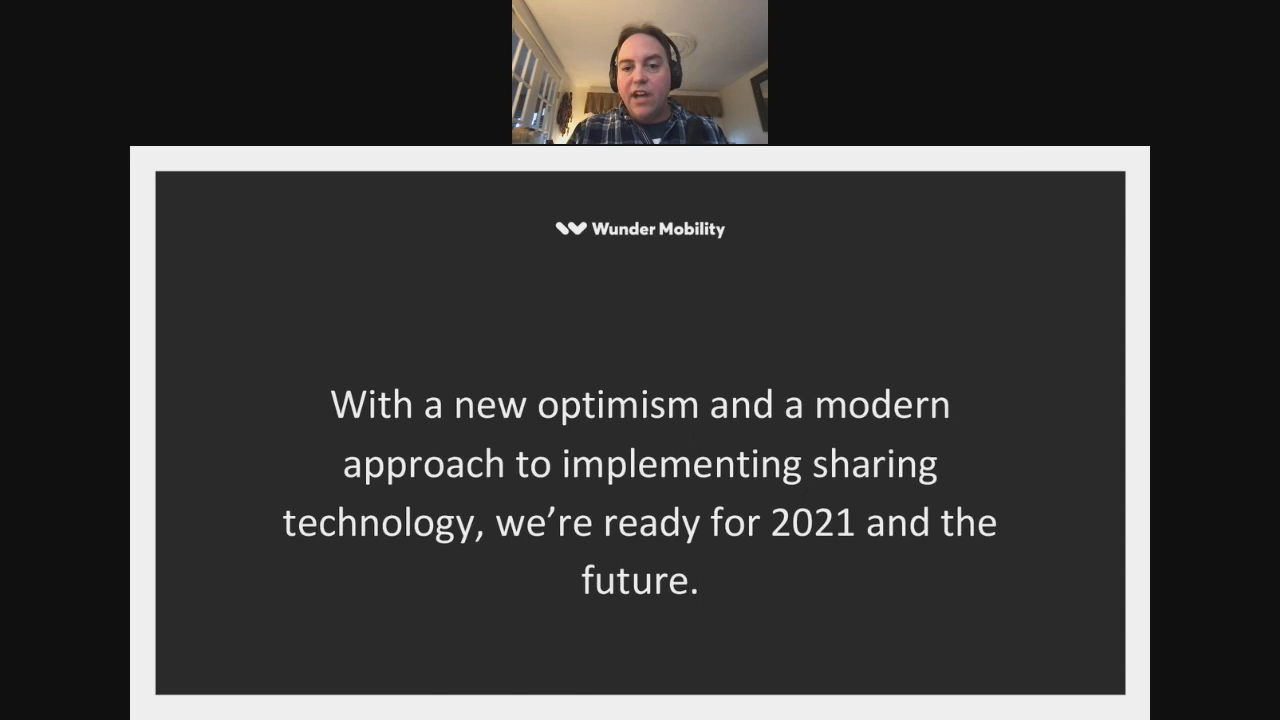 Wunder Mobility
With a new optimism and a modern
approach to implementing sharing
technology, we’re ready for 2021 and the
future.